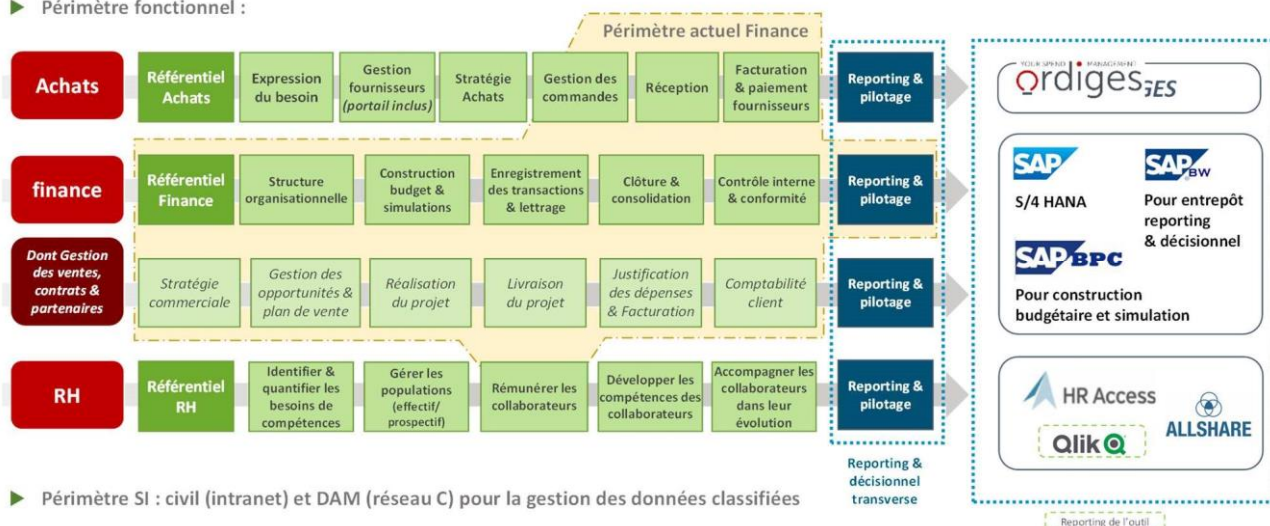 ▶ Périmètre fonctionnel :
Périmètre actuel Finance
Achats
Référentiel
Achats
Expression
du besoin
Gestion
fournisseurs
(portail inclus)
Stratégie
Achats
Gestion des
commandes
Réception
Facturation
& paiement
fournisseurs
Reporting &
pilotage
YOUR SPEND MANAGEMENT
Ordiges
GES
finance
Référentiel
Finance
Structure
organisationnelle
Construction
budget &
simulations
Enregistrement
des transactions
& lettrage
Clôture &
consolidation
Contrôle interne
& conformité
Reporting &
pilotage
SAP
S/4 HANA
SAP BW
Pour entrepôt
reporting
& décisionnel
SAP BPC
Pour construction
budgétaire et simulation
Dont Gestion
des ventes,
contrats &
partenaires
Stratégie
commerciale
Gestion des
opportunités &
plan de vente
Réalisation
du projet
Livraison
du projet
Justification
des dépenses
& Facturation
Comptabilité
client
Reporting &
pilotage
RH
Référentiel
RH
Identifier &
quantifier les
besoins de
compétences
Gérer les
populations
(effectif/
prospectif)
Rémunérer les
collaborateurs
Développer les
compétences des
collaborateurs
Accompagner les
collaborateurs
dans leur
évolution
Reporting &
pilotage
HR Access
Qlik
ALLSHARE
Reporting &
décisionnel
transverse
▶ Périmètre SI : civil (intranet) et DAM (réseau C) pour la gestion des données classifiées
Reporting de l'outil